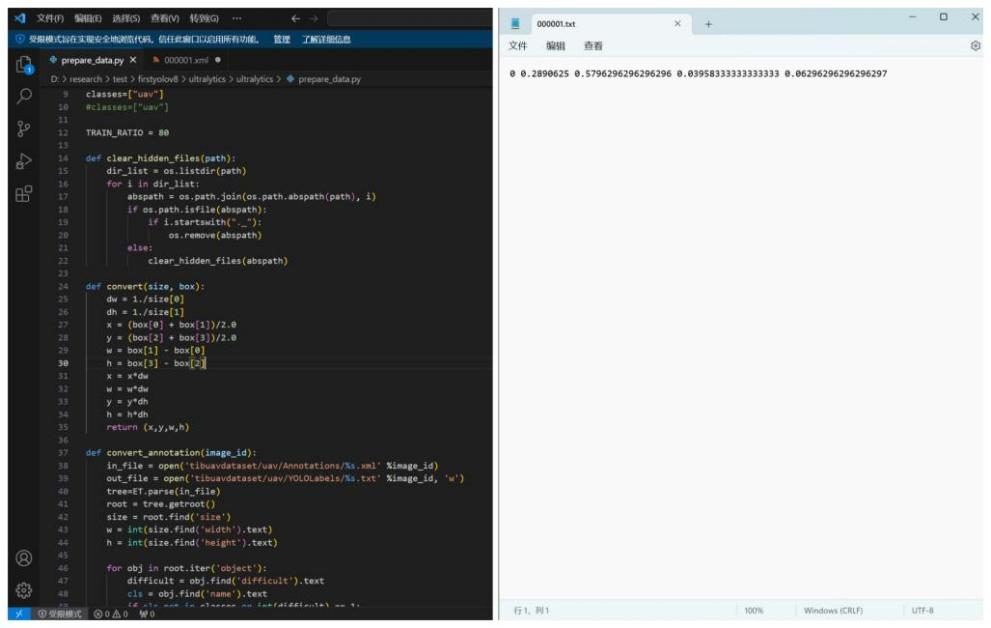 文件(F) 编辑(E) 选择(S) 查看(V) 转到(G) ··· ← →
受限模式旨在实现安全地浏览代码。信任此窗口以启用所有功能。 管理 了解详细信息
prepare_data.py × 000001.xml ●
D: > research > test > firstyolov8 > ultralytics > ultralytics > prepare_data.py
9 classes=["uav"]
10 #classes=["uav"]
11
12 TRAIN_RATIO = 80
13
14 def clear_hidden_files(path):
15 dir_list = os.listdir(path)
16 for i in dir_list:
17 abspath = os.path.join(os.path.abspath(path), i)
18 if os.path.isfile(abspath):
19 if i.startswith("._"):
20 os.remove(abspath)
21 else:
22 clear_hidden_files(abspath)
23
24 def convert(size, box):
25 dw = 1./size[0]
26 dh = 1./size[1]
27 x = (box[0] + box[1])/2.0
28 y = (box[2] + box[3])/2.0
29 w = box[1] - box[0]
30 h = box[3] - box[2]
31 x = x*dw
32 w = w*dw
33 y = y*dh
34 h = h*dh
35 return (x,y,w,h)
36
37 def convert_annotation(image_id):
38 in_file = open('tibuavdataset/uav/Annotations/%s.xml' %image_id)
39 out_file = open('tibuavdataset/uav/YOLOLabels/%s.txt' %image_id, 'w')
40 tree=ET.parse(in_file)
41 root = tree.getroot()
42 size = root.find('size')
43 w = int(size.find('width').text)
44 h = int(size.find('height').text)
45
46 for obj in root.iter('object'):
47 difficult = obj.find('difficult').text
48 cls = obj.find('name').text
49 if cls not in classes or int(difficult) == 1:
受限模式 0 0 0
000001.txt × +
文件 编辑 查看
0 0.2890625 0.5796296296296296 0.03958333333333333 0.06296296296296297
行 1, 列 1 100% Windows (CRLF) UTF-8